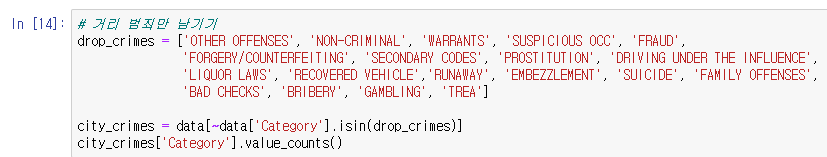 In [14]: # 거리 범죄만 남기기
drop_crimes = ['OTHER OFFENSES', 'NON-CRIMINAL', 'WARRANTS', 'SUSPICIOUS OCC', 'FRAUD',
'FORGERY/COUNTERFEITING', 'SECONDARY CODES', 'PROSTITUTION', 'DRIVING UNDER THE INFLUENCE',
'LIQUOR LAWS', 'RECOVERED VEHICLE','RUNAWAY', 'EMBEZZLEMENT', 'SUICIDE', 'FAMILY OFFENSES',
'BAD CHECKS', 'BRIBERY', 'GAMBLING', 'TREA']
city_crimes = data[~data['Category'].isin(drop_crimes)]
city_crimes['Category'].value_counts()